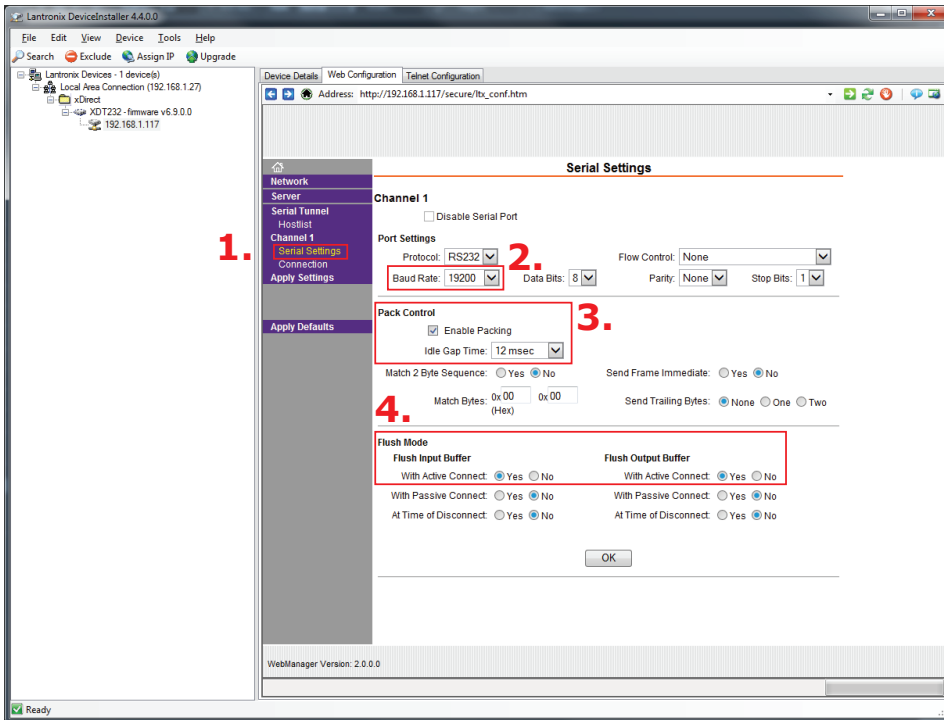 Lantronix DeviceInstaller 4.4.0.0
File Edit View Device Tools Help
Search Exclude Assign IP Upgrade
Lantronix Devices - 1 device(s)
Local Area Connection (192.168.1.27)
xDirect
XDT232 - firmware v6.9.0.0
192.168.1.117
Device Details Web Configuration Telnet Configuration
Address: http://192.168.1.117/secure/ltx_conf.htm
Network
Server
Serial Tunnel
Hostlist
Channel 1
1. Serial Settings
Connection
Apply Settings
Apply Defaults
Serial Settings
Channel 1
Disable Serial Port
Port Settings
Protocol: RS232 2. Flow Control: None
Baud Rate: 19200 Data Bits: 8 Parity: None Stop Bits: 1
Pack Control 3.
Enable Packing
Idle Gap Time: 12 msec
Match 2 Byte Sequence: Yes No Send Frame Immediate: Yes No
4. Match Bytes: 0x 00 0x 00 Send Trailing Bytes: None One Two
(Hex)
Flush Mode
Flush Input Buffer Flush Output Buffer
With Active Connect: Yes No With Active Connect: Yes No
With Passive Connect: Yes No With Passive Connect: Yes No
At Time of Disconnect: Yes No At Time of Disconnect: Yes No
OK
WebManager Version: 2.0.0.0
Ready